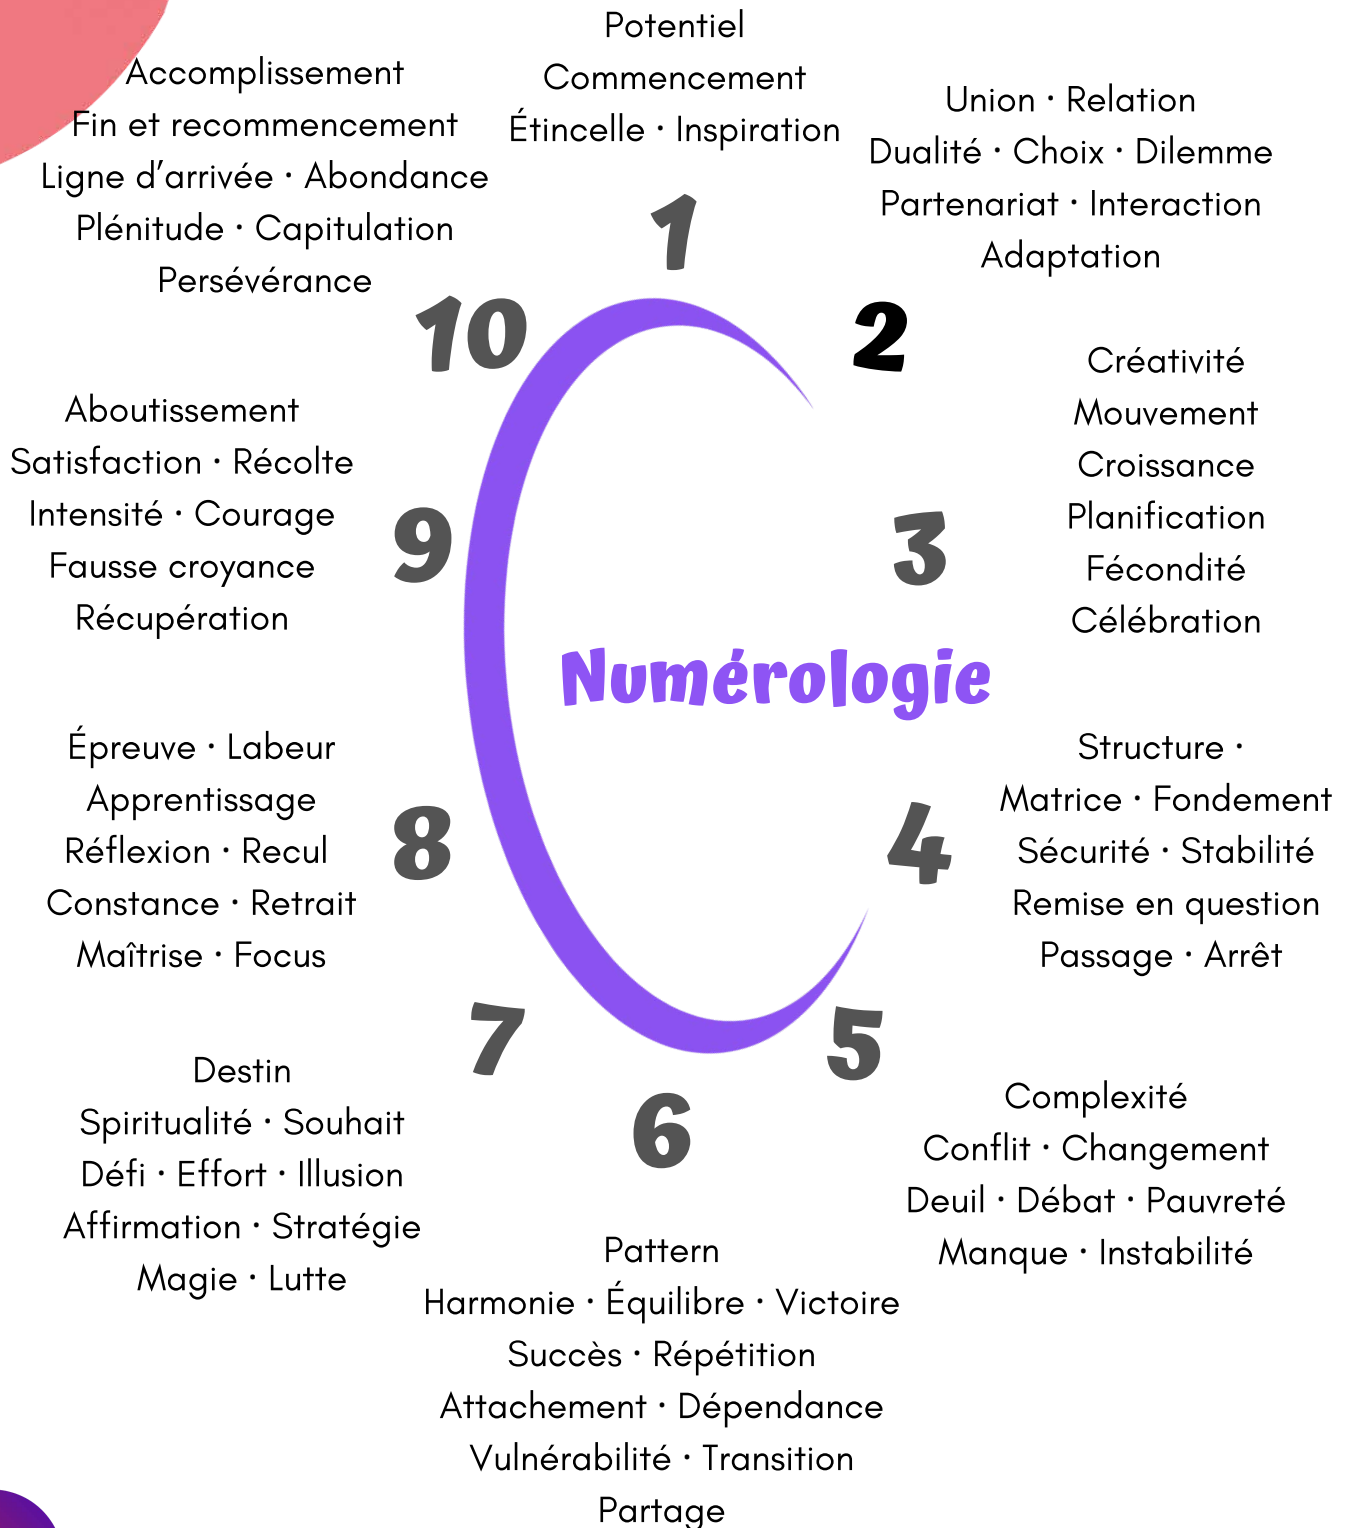 Potentiel
Commencement
Étincelle · Inspiration
1
Union · Relation
Dualité · Choix · Dilemme
Partenariat · Interaction
Adaptation
2
Créativité
Mouvement
Croissance
Planification
Fécondité
Célébration
3
Numérologie
Structure ·
Matrice · Fondement
Sécurité · Stabilité
Remise en question
Passage · Arrêt
4
5
Complexité
Conflit · Changement
Deuil · Débat · Pauvreté
Manque · Instabilité
6
Pattern
Harmonie · Équilibre · Victoire
Succès · Répétition
Attachement · Dépendance
Vulnérabilité · Transition
Partage
7
Destin
Spiritualité · Souhait
Défi · Effort · Illusion
Affirmation · Stratégie
Magie · Lutte
Épreuve · Labeur
Apprentissage
Réflexion · Recul
Constance · Retrait
Maîtrise · Focus
8
Aboutissement
Satisfaction · Récolte
Intensité · Courage
Fausse croyance
Récupération
9
Accomplissement
Fin et recommencement
Ligne d’arrivée · Abondance
Plénitude · Capitulation
Persévérance
10